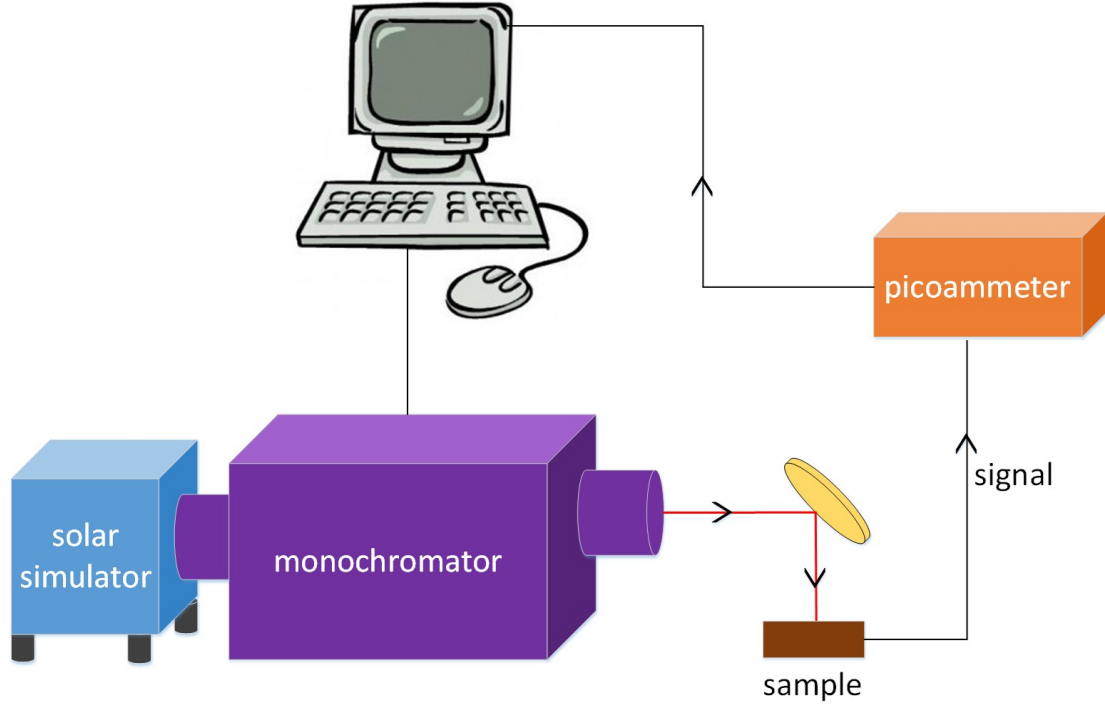 picoammeter
signal
solar
simulator
monochromator
sample